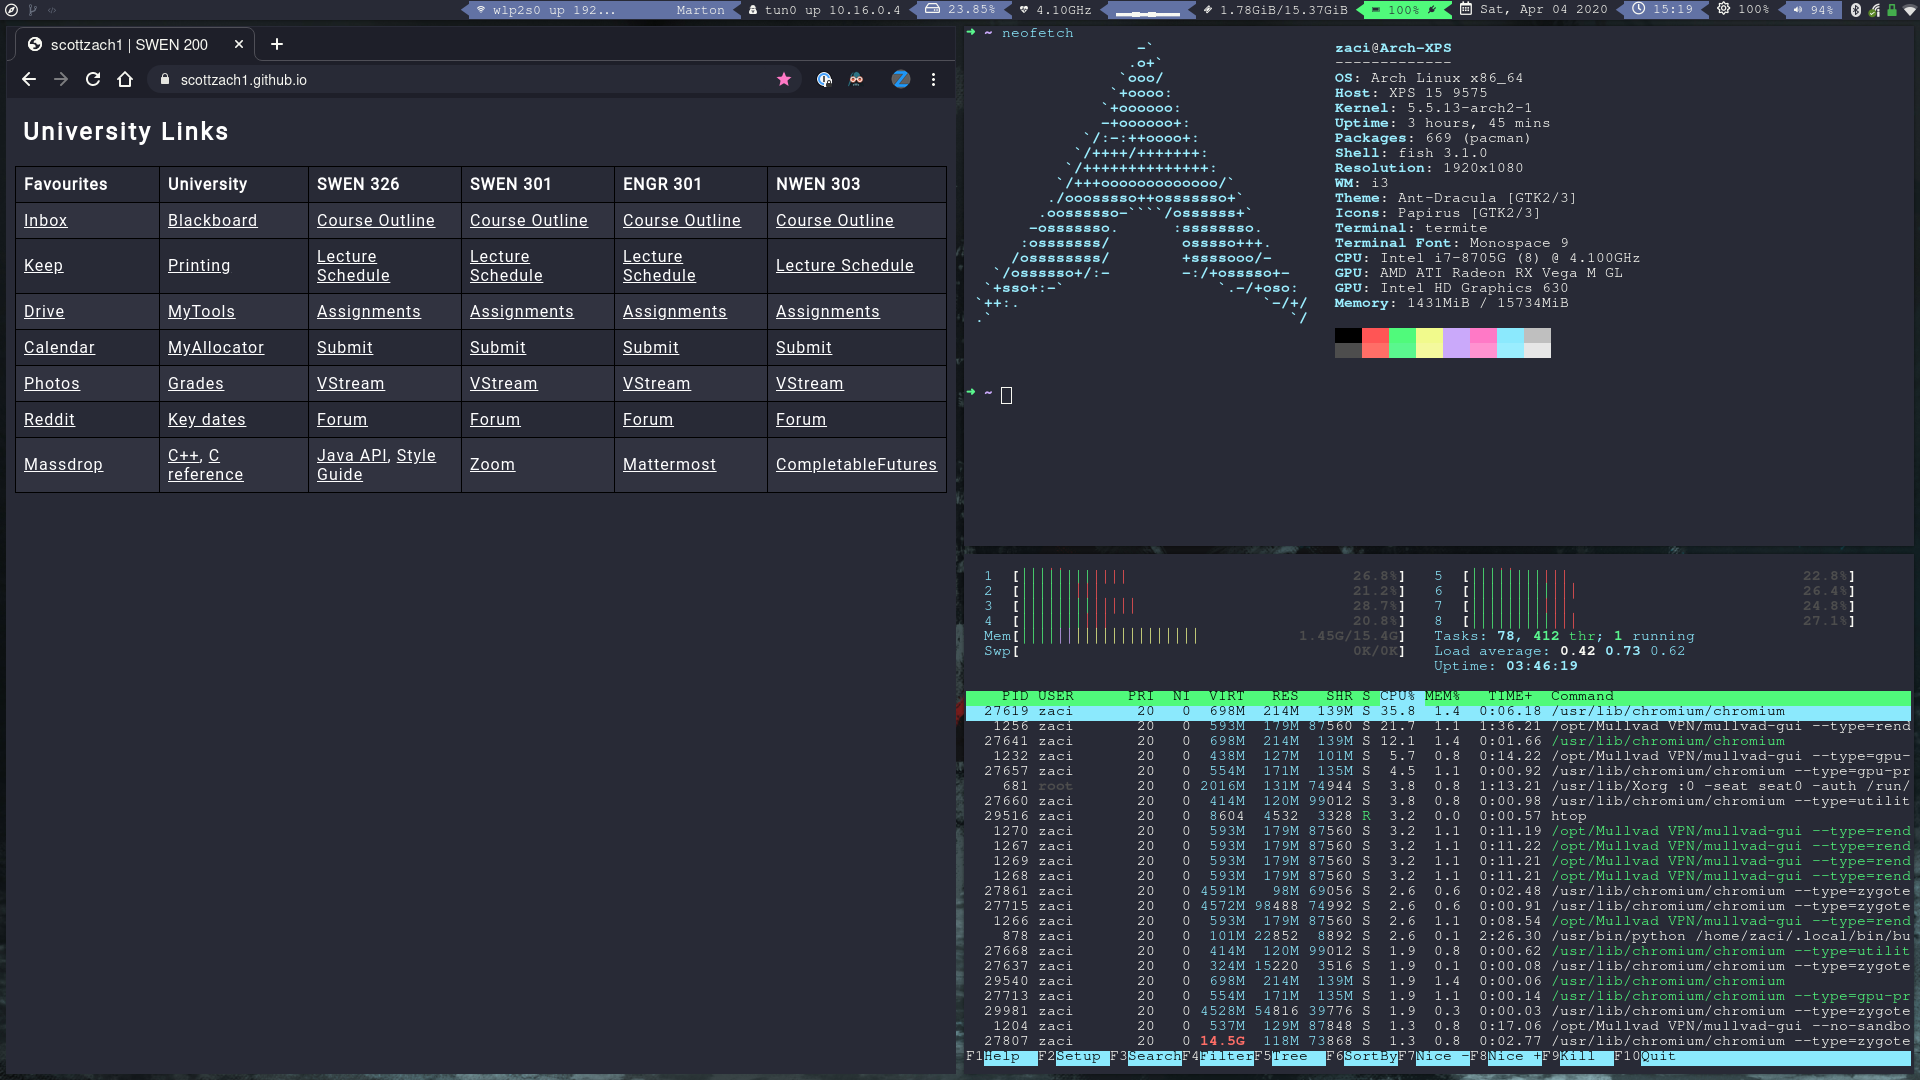 wlp2s0 up 192... Marton tun0 up 10.16.0.4 23.85% 4.10GHz 1.78GiB/15.37GiB 100% Sat, Apr 04 2020 15:19 100% 94%
scottzach1 | SWEN 200
scottzach1.github.io
University Links
Favourites University SWEN 326 SWEN 301 ENGR 301 NWEN 303
Inbox Blackboard Course Outline Course Outline Course Outline Course Outline
Keep Printing Lecture Schedule Lecture Schedule Lecture Schedule Lecture Schedule
Drive MyTools Assignments Assignments Assignments Assignments
Calendar MyAllocator Submit Submit Submit Submit
Photos Grades VStream VStream VStream VStream
Reddit Key dates Forum Forum Forum Forum
Massdrop C++, C reference Java API, Style Guide Zoom Mattermost CompletableFutures
➜ ~ neofetch
zaci@Arch-XPS
-------------
OS: Arch Linux x86_64
Host: XPS 15 9575
Kernel: 5.5.13-arch2-1
Uptime: 3 hours, 45 mins
Packages: 669 (pacman)
Shell: fish 3.1.0
Resolution: 1920x1080
WM: i3
Theme: Ant-Dracula [GTK2/3]
Icons: Papirus [GTK2/3]
Terminal: termite
Terminal Font: Monospace 9
CPU: Intel i7-8705G (8) @ 4.100GHz
GPU: AMD ATI Radeon RX Vega M GL
GPU: Intel HD Graphics 630
Memory: 1431MiB / 15734MiB
➜ ~
1 [ 26.8%] 5 [ 22.8%]
2 [ 21.2%] 6 [ 26.4%]
3 [ 28.7%] 7 [ 24.8%]
4 [ 20.8%] 8 [ 27.1%]
Mem[ 1.45G/15.4G] Tasks: 78, 412 thr; 1 running
Swp[ 0K/0K] Load average: 0.42 0.73 0.62
Uptime: 03:46:19
PID USER PRI NI VIRT RES SHR S CPU% MEM% TIME+ Command
27619 zaci 20 0 698M 214M 139M S 35.8 1.4 0:06.18 /usr/lib/chromium/chromium
1256 zaci 20 0 593M 179M 87560 S 21.7 1.1 1:36.21 /opt/Mullvad VPN/mullvad-gui --type=rend
27641 zaci 20 0 698M 214M 139M S 12.1 1.4 0:01.66 /usr/lib/chromium/chromium
1232 zaci 20 0 438M 127M 101M S 5.7 0.8 0:14.22 /opt/Mullvad VPN/mullvad-gui --type=gpu-
27657 zaci 20 0 554M 171M 135M S 4.5 1.1 0:00.92 /usr/lib/chromium/chromium --type=gpu-pr
681 root 20 0 2016M 131M 74944 S 3.8 0.8 1:13.21 /usr/lib/Xorg :0 -seat seat0 -auth /run/
27660 zaci 20 0 414M 120M 99012 S 3.8 0.8 0:00.98 /usr/lib/chromium/chromium --type=utilit
29516 zaci 20 0 8604 4532 3328 R 3.2 0.0 0:00.57 htop
1270 zaci 20 0 593M 179M 87560 S 3.2 1.1 0:11.19 /opt/Mullvad VPN/mullvad-gui --type=rend
1267 zaci 20 0 593M 179M 87560 S 3.2 1.1 0:11.22 /opt/Mullvad VPN/mullvad-gui --type=rend
1269 zaci 20 0 593M 179M 87560 S 3.2 1.1 0:11.21 /opt/Mullvad VPN/mullvad-gui --type=rend
1268 zaci 20 0 593M 179M 87560 S 3.2 1.1 0:11.21 /opt/Mullvad VPN/mullvad-gui --type=rend
27861 zaci 20 0 4591M 98M 69056 S 2.6 0.6 0:02.48 /usr/lib/chromium/chromium --type=zygote
27715 zaci 20 0 4572M 98488 74992 S 2.6 0.6 0:00.91 /usr/lib/chromium/chromium --type=zygote
1266 zaci 20 0 593M 179M 87560 S 2.6 1.1 0:08.54 /opt/Mullvad VPN/mullvad-gui --type=rend
878 zaci 20 0 101M 22852 8892 S 2.6 0.1 2:26.30 /usr/bin/python /home/zaci/.local/bin/bu
27668 zaci 20 0 414M 120M 99012 S 1.9 0.8 0:00.62 /usr/lib/chromium/chromium --type=utilit
27637 zaci 20 0 324M 15220 3516 S 1.9 0.1 0:00.08 /usr/lib/chromium/chromium --type=zygote
29540 zaci 20 0 698M 214M 139M S 1.9 1.4 0:00.06 /usr/lib/chromium/chromium
27713 zaci 20 0 554M 171M 135M S 1.9 1.1 0:00.14 /usr/lib/chromium/chromium --type=gpu-pr
29981 zaci 20 0 4528M 54816 39776 S 1.9 0.3 0:00.03 /usr/lib/chromium/chromium --type=zygote
1204 zaci 20 0 537M 129M 87848 S 1.3 0.8 0:17.06 /opt/Mullvad VPN/mullvad-gui --no-sandbo
27807 zaci 20 0 14.5G 118M 73868 S 1.3 0.8 0:02.77 /usr/lib/chromium/chromium --type=zygote
F1Help F2Setup F3SearchF4FilterF5Tree F6SortByF7Nice -F8Nice +F9Kill F10Quit